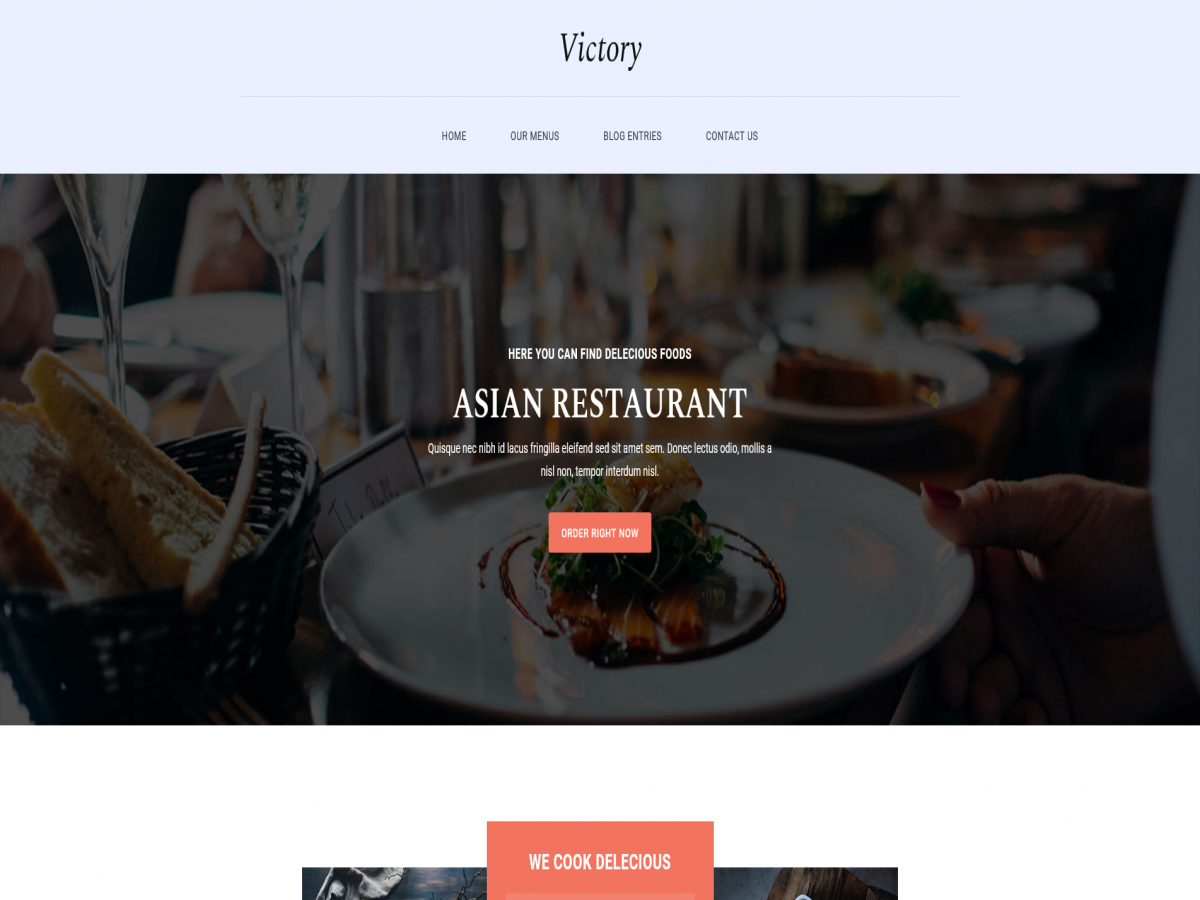 Victory
HOME OUR MENUS BLOG ENTRIES CONTACT US
HERE YOU CAN FIND DELECIOUS FOODS
ASIAN RESTAURANT
Quisque nec nibh id lacus fringilla eleifend sed sit amet sem. Donec lectus odio, mollis a
nisl non, tempor interdum nisl.
ORDER RIGHT NOW
WE COOK DELECIOUS